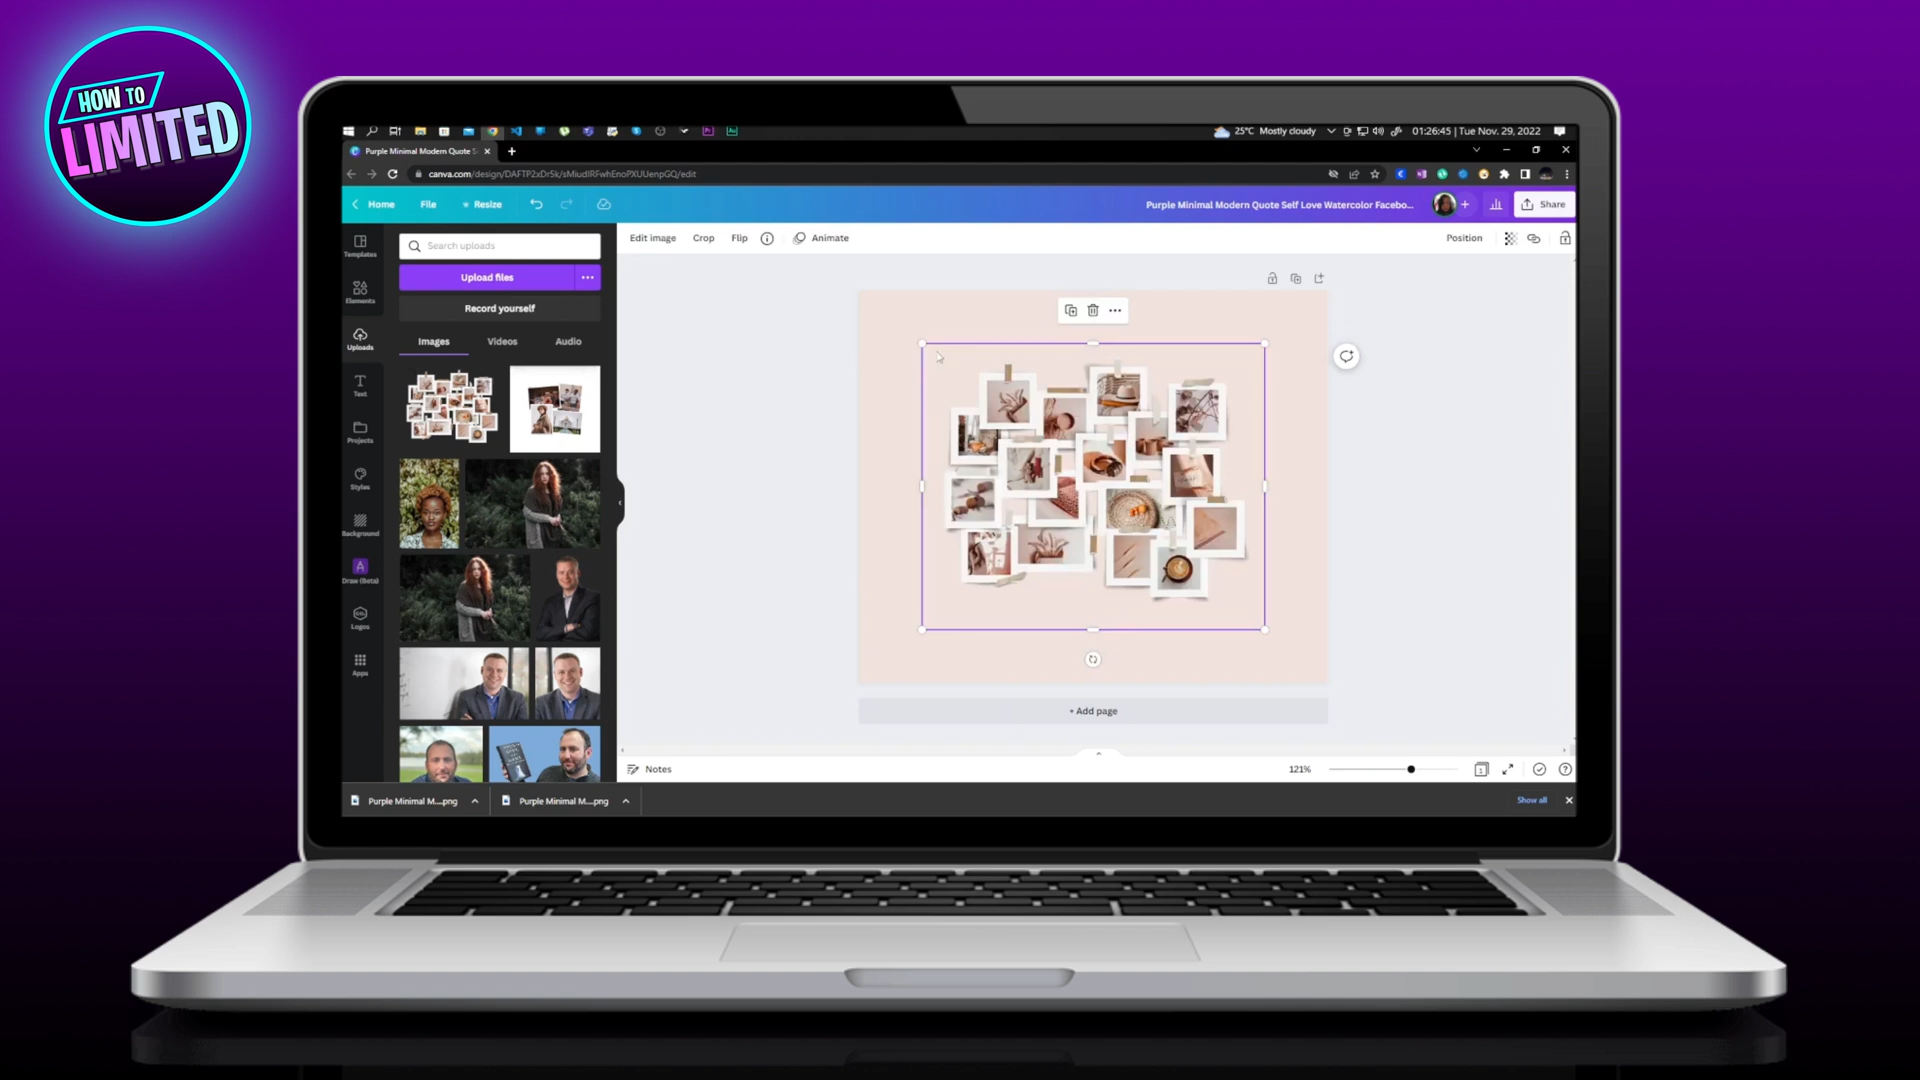 HOW TO
LIMITED
25°C Mostly cloudy
01:26:45 | Tue Nov. 29, 2022
Purple Minimal Modern Quote S
canva.com/design/DAFTP2xDr5k/sMiudIRFwhEnoPXUUenpGQ/edit
Home
File
Resize
Purple Minimal Modern Quote Self Love Watercolor Facebo...
Share
Templates
Elements
Uploads
Text
Projects
Styles
Background
Draw (Beta)
Logos
Apps
Search uploads
Upload files
Record yourself
Images
Videos
Audio
Edit image
Crop
Flip
Animate
Position
+ Add page
Notes
121%
1
Purple Minimal M....png
Purple Minimal M....png
Show all